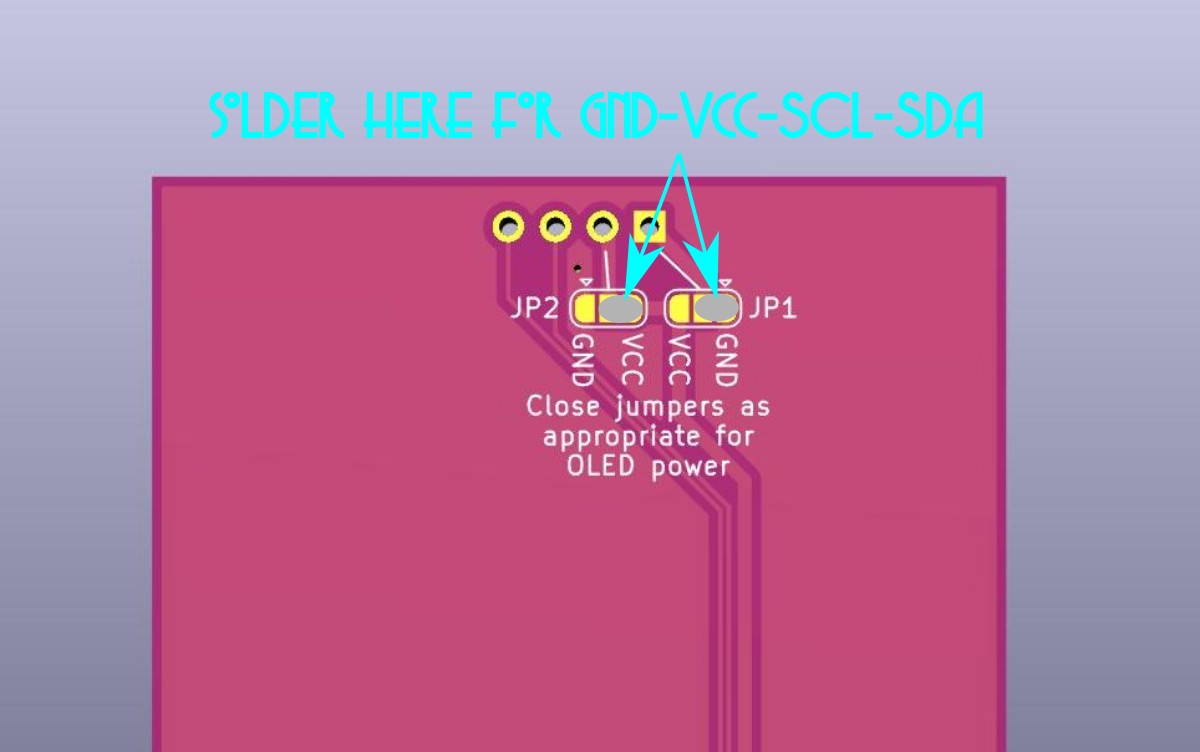 SOLDER HERE FOR GND-VCC-SCL-SDA
JP2 JP1
GND VCC VCC GND
Close jumpers as
appropriate for
OLED power